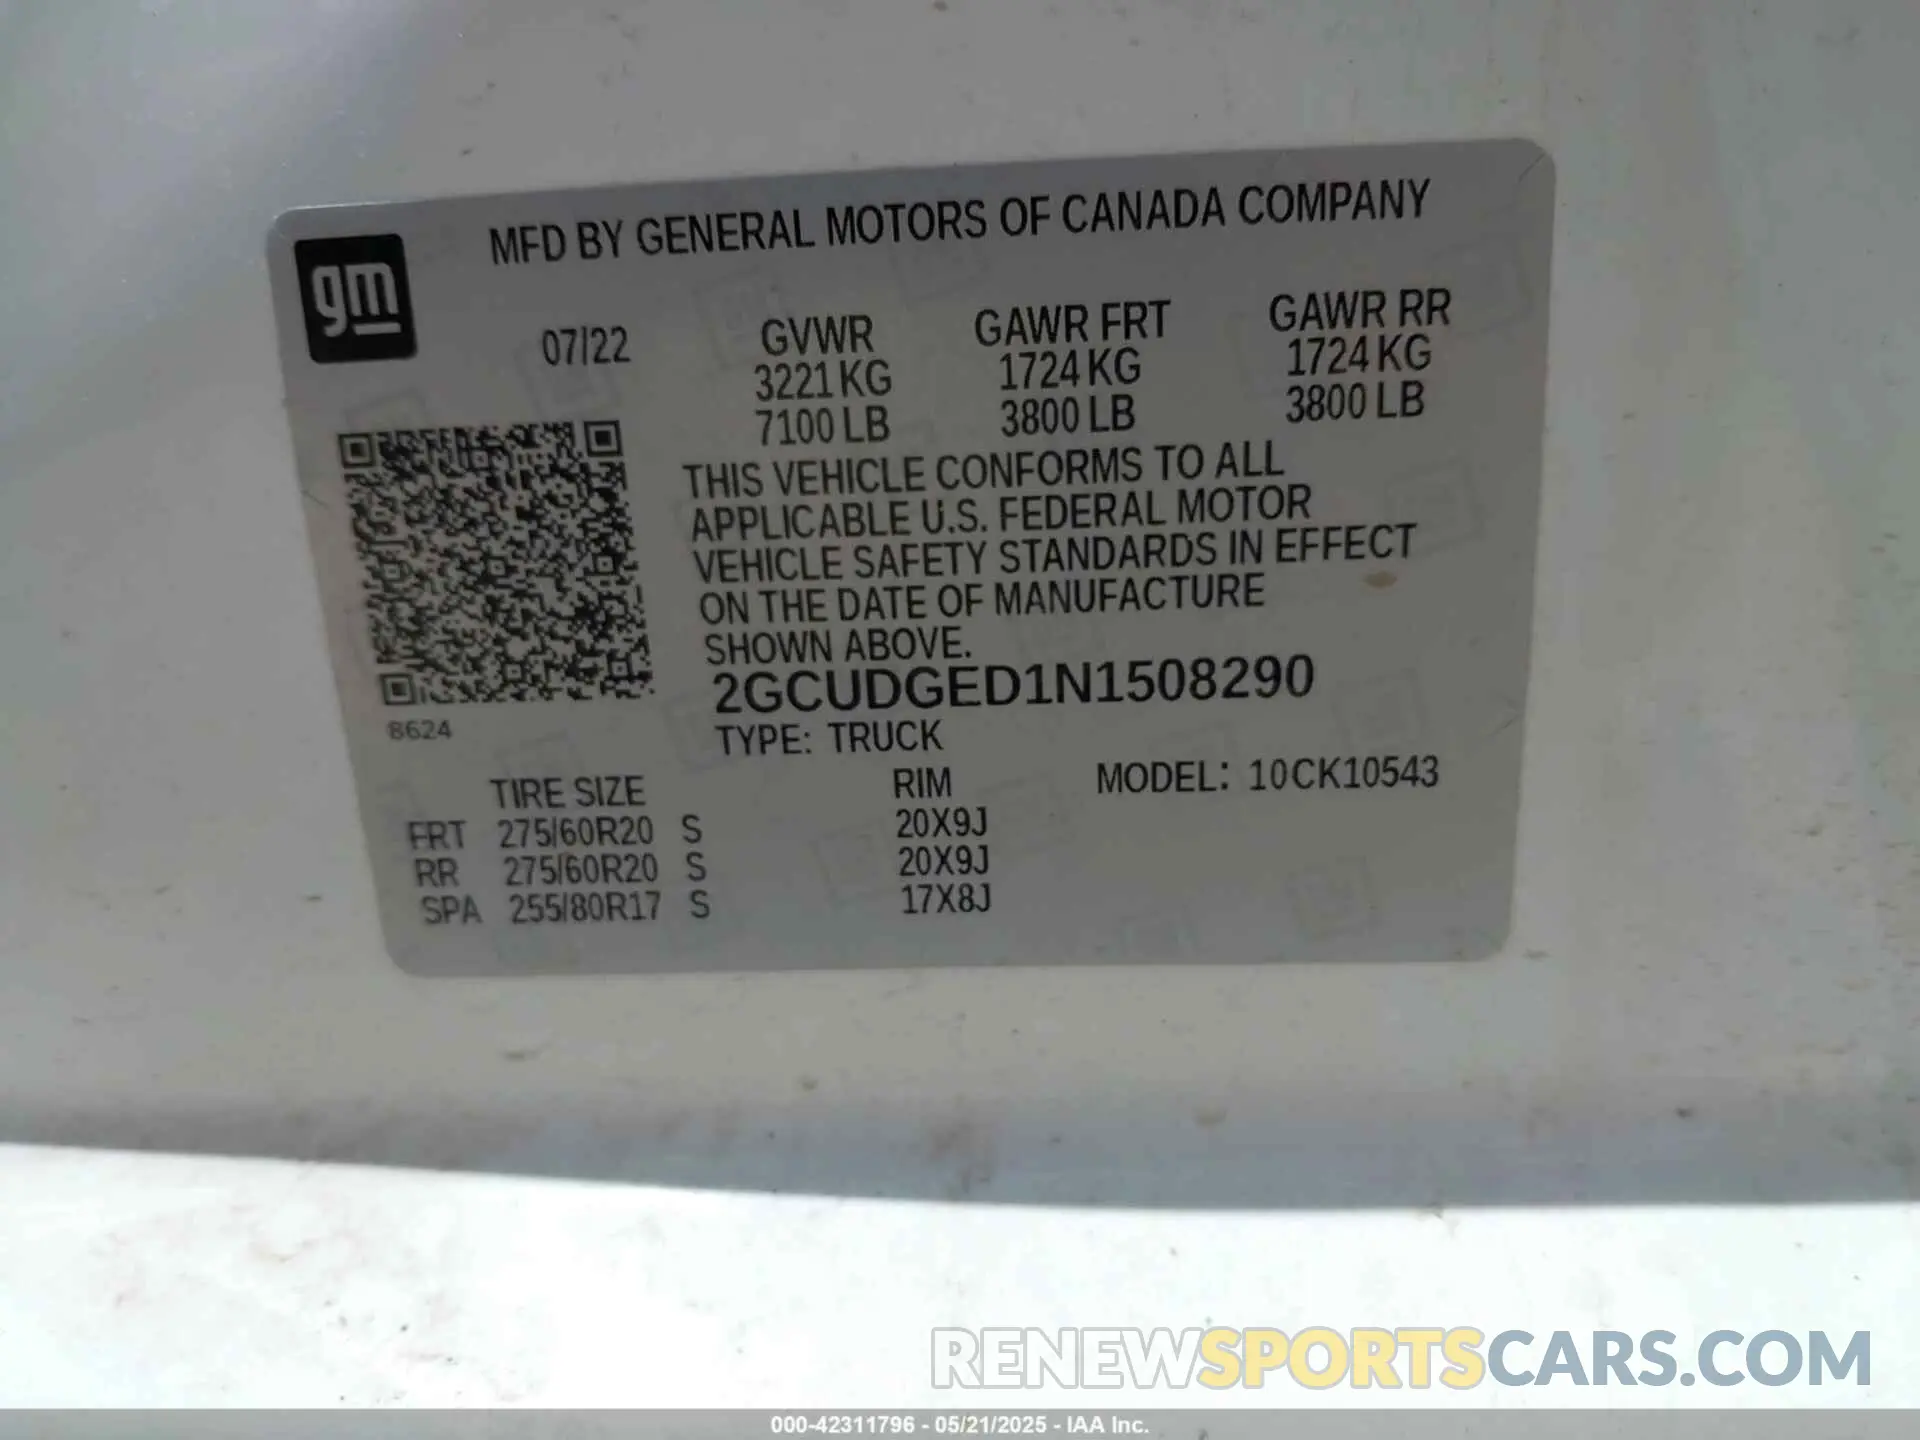 MFD BY GENERAL MOTORS OF CANADA COMPANY
gm
07/22
GVWR GAWR FRT GAWR RR
3221 KG 1724 KG 1724 KG
7100 LB 3800 LB 3800 LB
THIS VEHICLE CONFORMS TO ALL
APPLICABLE U.S. FEDERAL MOTOR
VEHICLE SAFETY STANDARDS IN EFFECT
ON THE DATE OF MANUFACTURE
SHOWN ABOVE.
2GCUDGED1N1508290
8624
TYPE: TRUCK
TIRE SIZE RIM MODEL: 10CK10543
FRT 275/60R20 S 20X9J
RR 275/60R20 S 20X9J
SPA 255/80R17 S 17X8J
RENEWSPORTSCARS.COM
000-42311796 - 05/21/2025 - IAA Inc.